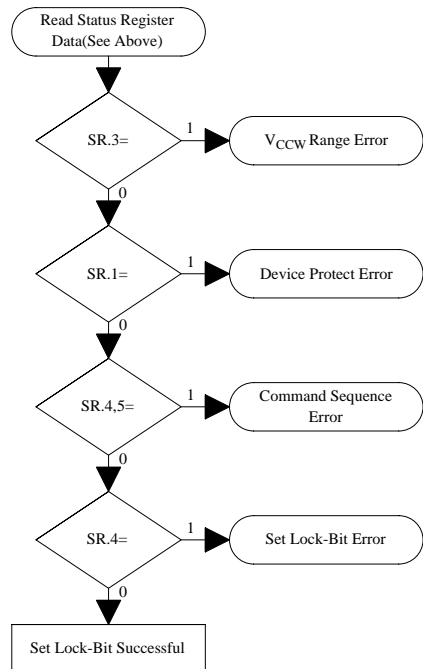 Read Status Register
Data(See Above)
SR.3=
1
VCCW Range Error
0
SR.1=
1
Device Protect Error
0
SR.4,5=
1
Command Sequence
Error
0
SR.4=
1
Set Lock-Bit Error
0
Set Lock-Bit Successful